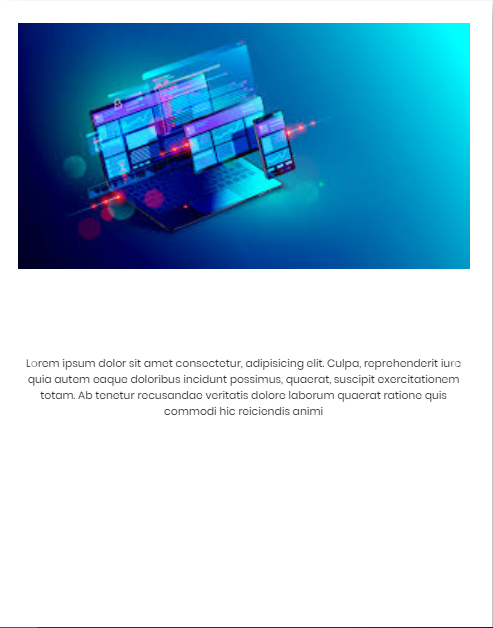 Lorem ipsum dolor sit amet consectetur, adipisicing elit. Culpa, reprehenderit iure
quia autem eaque doloribus incidunt possimus, quaerat, suscipit exercitationem
totam. Ab tenetur recusandae veritatis dolore laborum quaerat ratione quis
commodi hic reiciendis animi